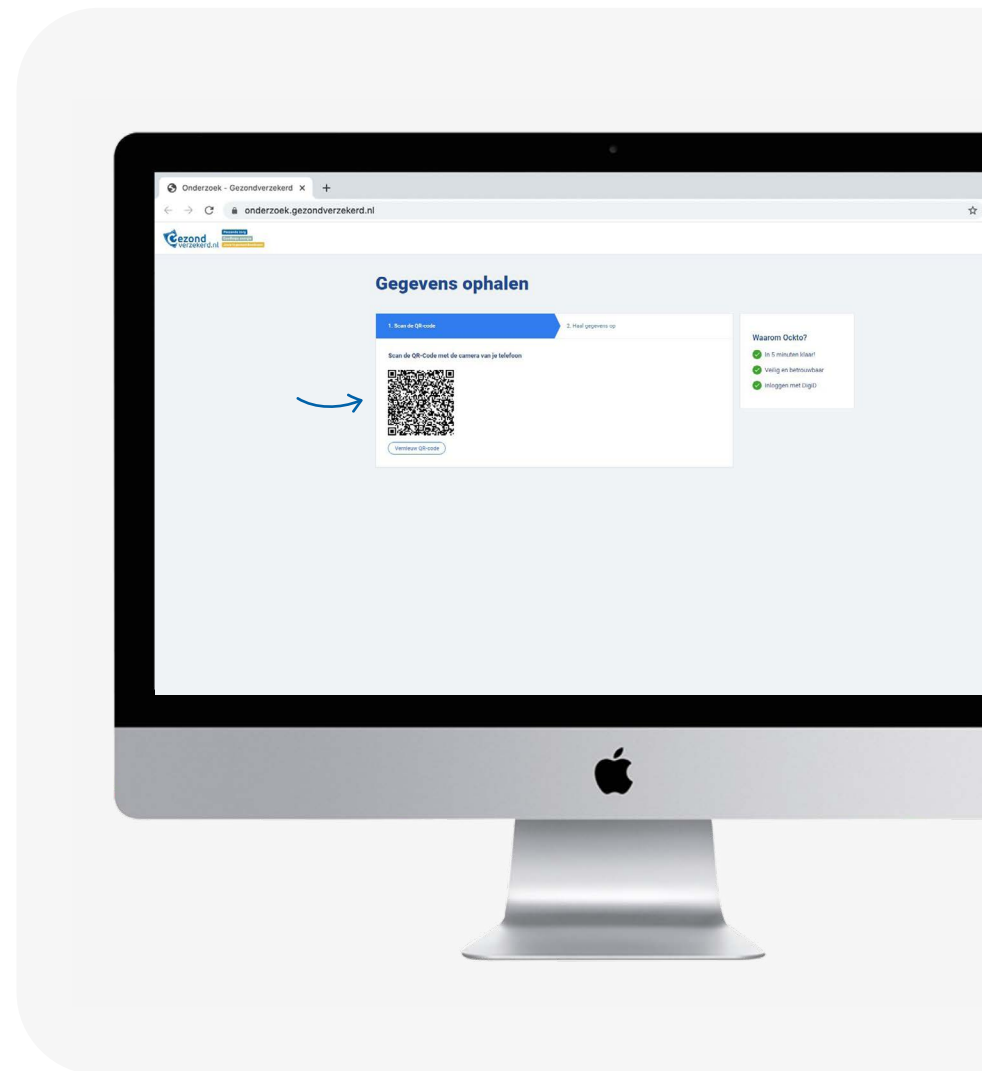 Onderzoek - Gezondverzekerd
onderzoek.gezondverzekerd.nl
Gezond
verzekerd.nl
Gegevens ophalen
1. Scan de QR-code
2. Haal gegevens op
Scan de QR-Code met de camera van je telefoon
Vernieuw QR-code
Waarom Ockto?
In 5 minuten klaar!
Veilig en betrouwbaar
Inloggen met DigiD